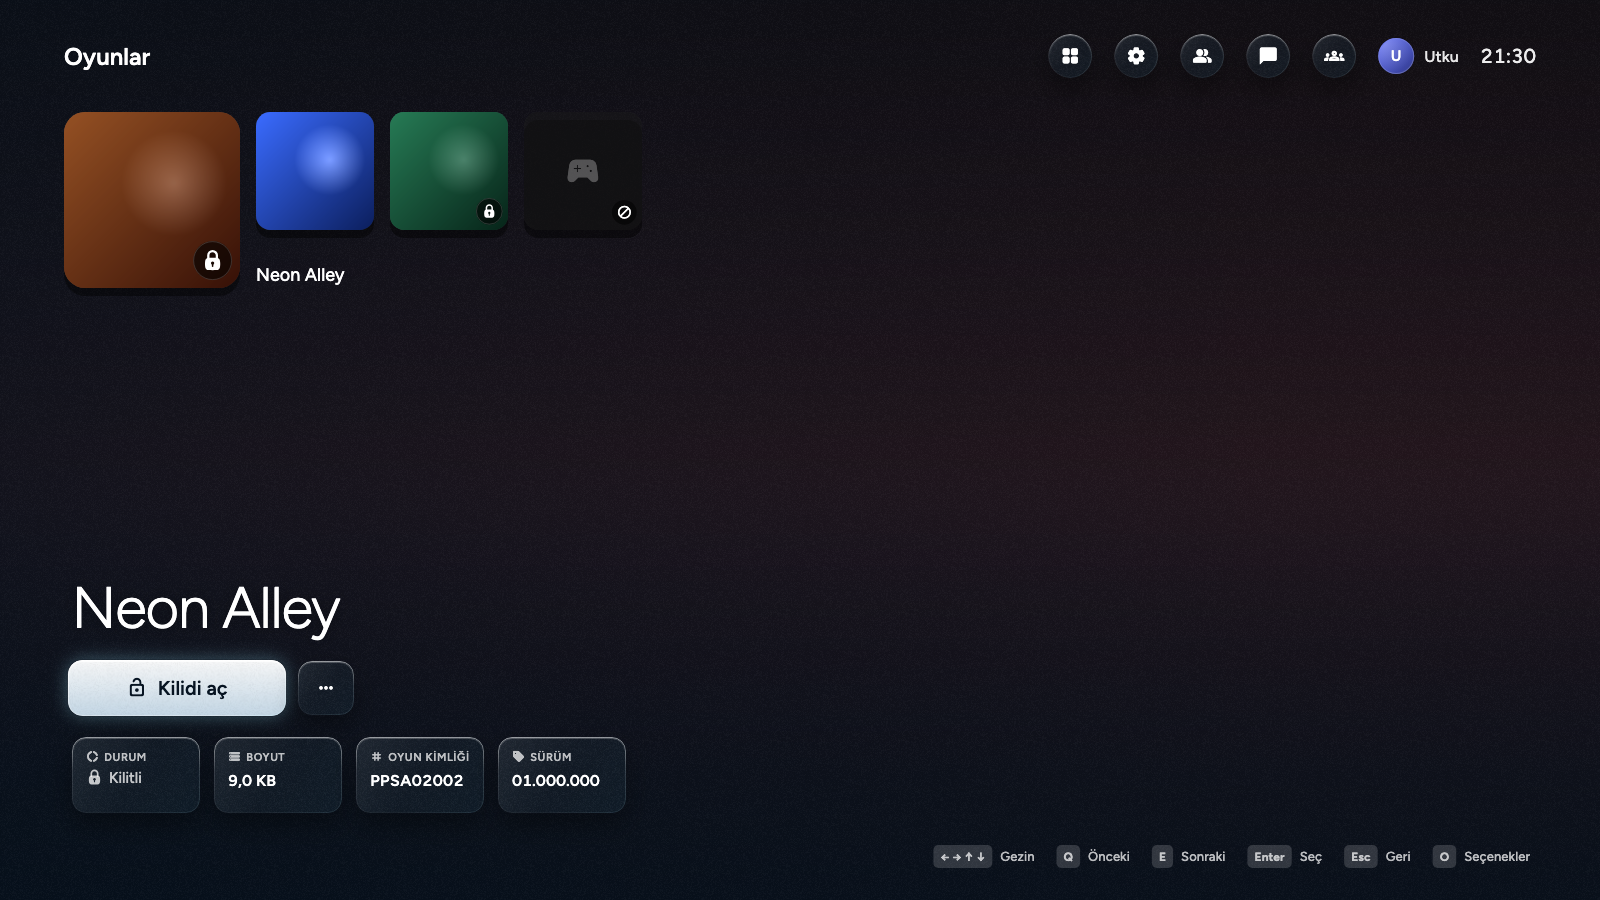 Oyunlar
U
Utku
21:30
Neon Alley
Neon Alley
Kilidi aç
DURUM
Kilitli
BOYUT
9,0 KB
OYUN KİMLİĞİ
PPSA02002
SÜRÜM
01.000.000
Gezin
Q Önceki
E Sonraki
Enter Seç
Esc Geri
O Seçenekler